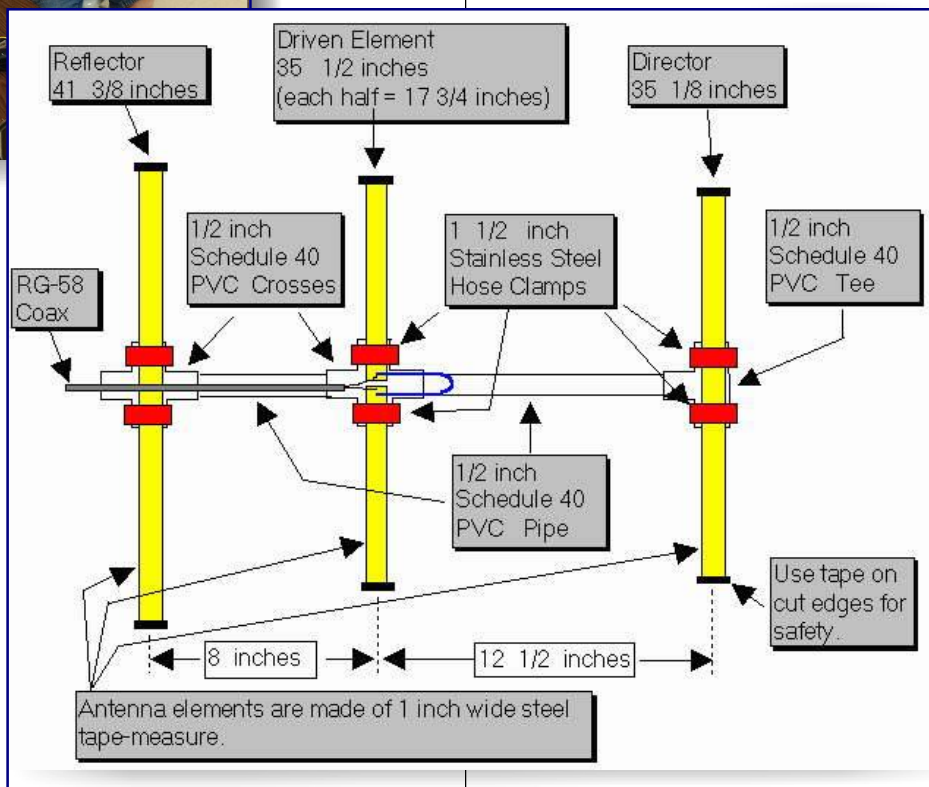 Reflector
41 3/8 inches
Driven Element
35 1/2 inches
(each half = 17 3/4 inches)
Director
35 1/8 inches
RG-58
Coax
1/2 inch
Schedule 40
PVC Crosses
1 1/2 inch
Stainless Steel
Hose Clamps
1/2 inch
Schedule 40
PVC Tee
1/2 inch
Schedule 40
PVC Pipe
Use tape on
cut edges for
safety.
8 inches
12 1/2 inches
Antenna elements are made of 1 inch wide steel
tape-measure.